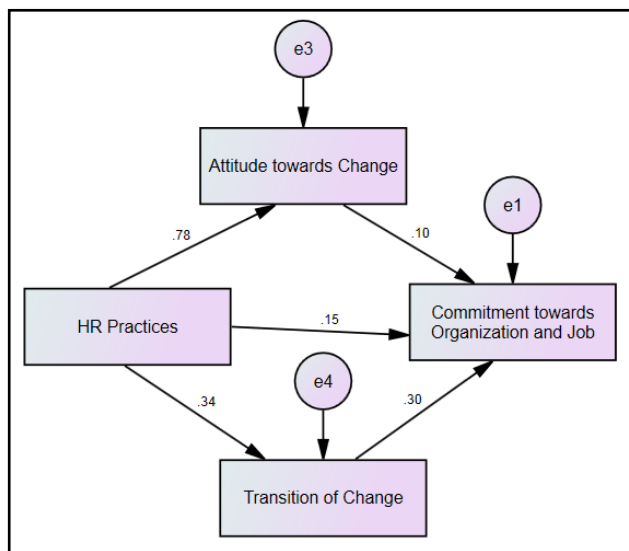 e3
Attitude towards Change
e1
.78
.10
HR Practices
.15
Commitment towards
Organization and Job
e4
.34
.30
Transition of Change